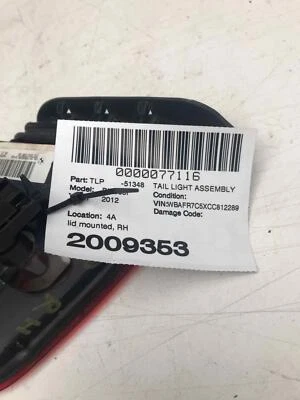 0000077116
Part: TLP -51348 TAIL LIGHT ASSEMBLY
Model: Condition:
2012 VIN:WBAFR7C5XCC812289
Location: 4A Damage Code:
lid mounted, RH
2009353